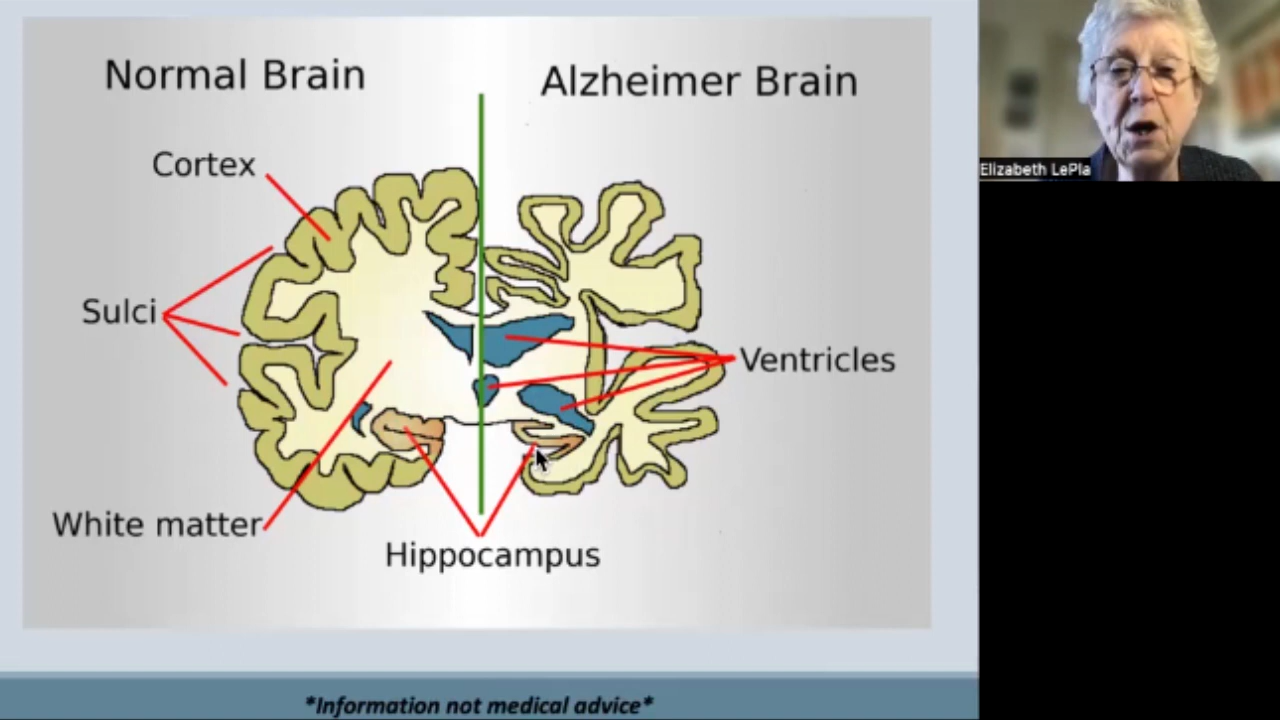 Normal Brain
Alzheimer Brain
Cortex
Sulci
Ventricles
White matter
Hippocampus
*Information not medical advice*
Elizabeth LePla